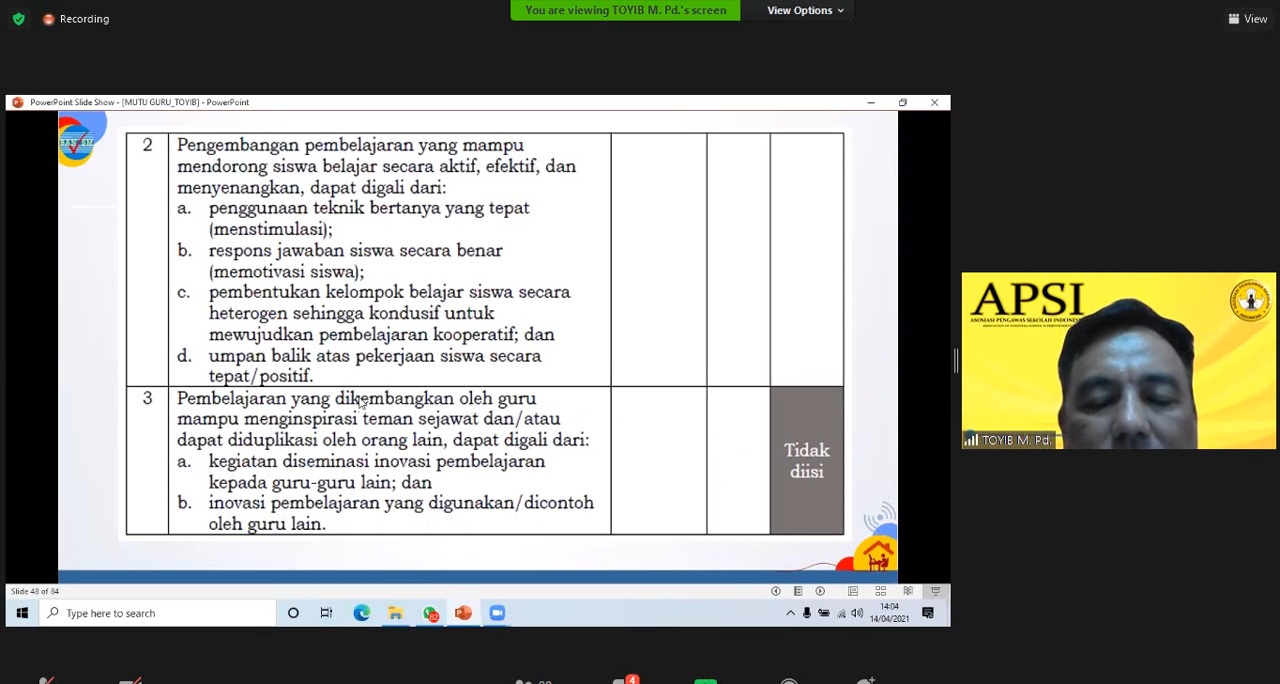 Recording
You are viewing TOYIB M. Pd.'s screen
View Options
View
PowerPoint Slide Show - [MUTU GURU_TOYIB] - PowerPoint
2
Pengembangan pembelajaran yang mampu
mendorong siswa belajar secara aktif, efektif, dan
menyenangkan, dapat digali dari:
a. penggunaan teknik bertanya yang tepat
(menstimulasi);
b. respons jawaban siswa secara benar
(memotivasi siswa);
c. pembentukan kelompok belajar siswa secara
heterogen sehingga kondusif untuk
mewujudkan pembelajaran kooperatif; dan
d. umpan balik atas pekerjaan siswa secara
tepat/positif.
3
Pembelajaran yang dikembangkan oleh guru
mampu menginspirasi teman sejawat dan/atau
dapat diduplikasi oleh orang lain, dapat digali dari:
a. kegiatan diseminasi inovasi pembelajaran
kepada guru-guru lain; dan
b. inovasi pembelajaran yang digunakan/dicontoh
oleh guru lain.
Tidak
diisi
APSI
ASOSIASI PENGAWAS SEKOLAH INDONESIA
TOYIB M. Pd.
Slide 48 of 84
Type here to search
14:04
14/04/2021
4